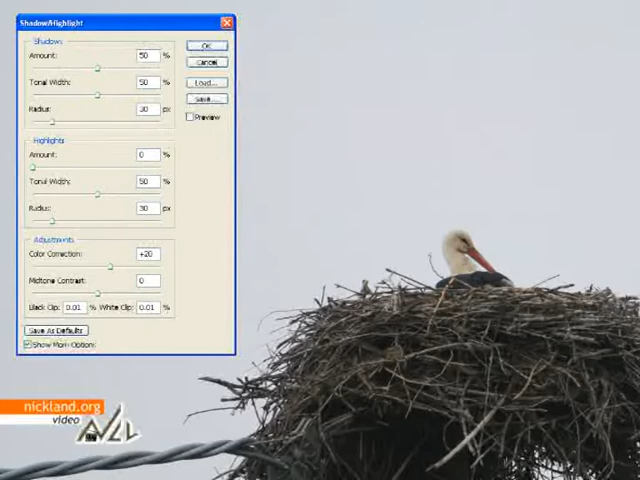 Shadow/Highlight
Shadows
Amount: 50 %
Tonal Width: 50 %
Radius: 30 px
OK
Cancel
Load...
Save...
Preview
Highlights
Amount: 0 %
Tonal Width: 50 %
Radius: 30 px
Adjustments
Color Correction: +20
Midtone Contrast: 0
Black Clip: 0.01 % White Clip: 0.01 %
Save As Defaults
Show More Options
nickland.org
video